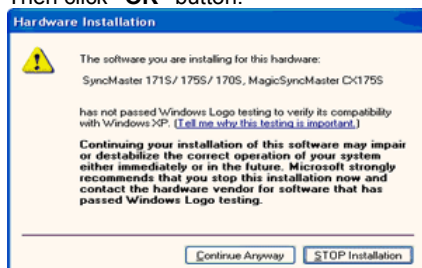 Then click "OK" button.
Hardware Installation
The software you are installing for this hardware:
SyncMaster 171S/ 175S/ 170S, MagicSyncMaster CX175S
has not passed Windows Logo testing to verify its compatibility
with Windows XP. (Tell me why this testing is important.)
Continuing your installation of this software may impair
or destabilize the correct operation of your system
either immediately or in the future. Microsoft strongly
recommends that you stop this installation now and
contact the hardware vendor for software that has
passed Windows Logo testing.
Continue Anyway STOP Installation